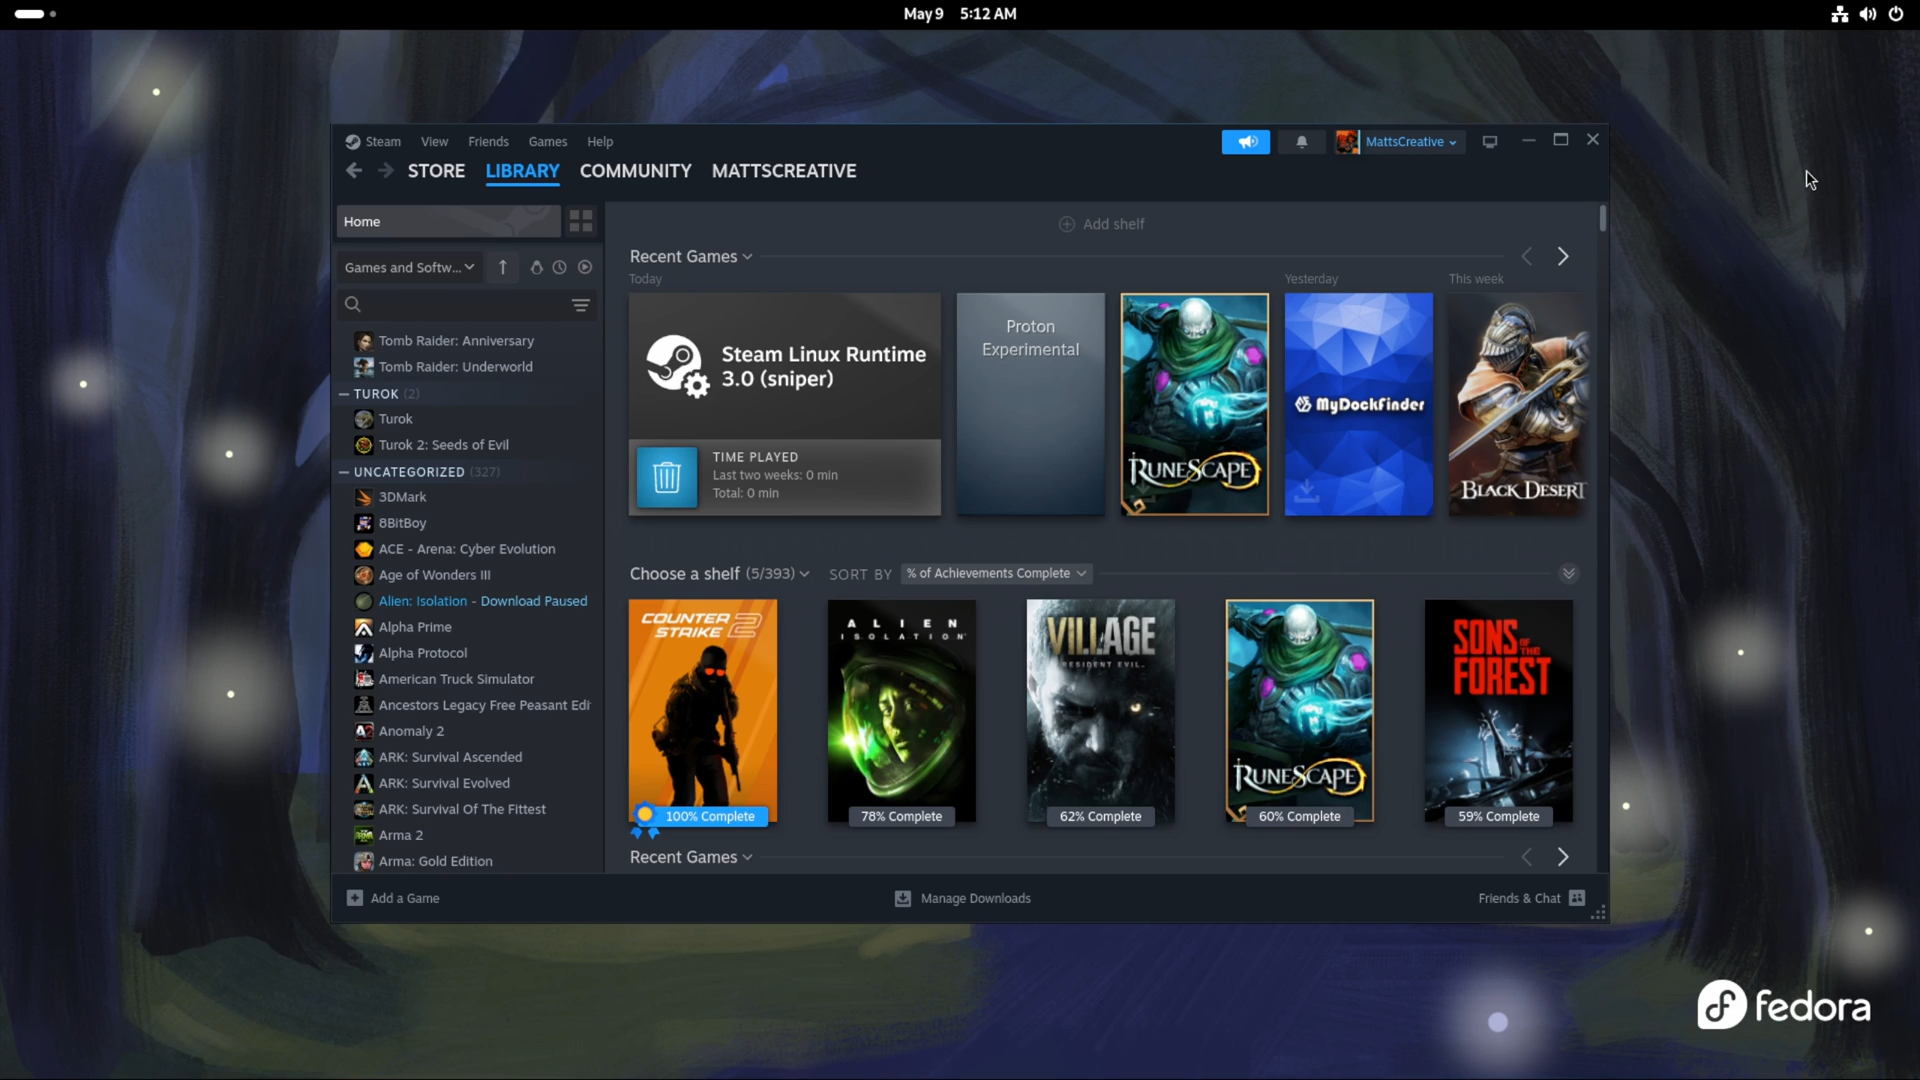 May 9 5:12 AM
Steam View Friends Games Help
MattsCreative
STORE LIBRARY COMMUNITY MATTSCREATIVE
Home
Games and Softw...
Tomb Raider: Anniversary
Tomb Raider: Underworld
TUROK (2)
Turok
Turok 2: Seeds of Evil
UNCATEGORIZED (327)
3DMark
8BitBoy
ACE - Arena: Cyber Evolution
Age of Wonders III
Alien: Isolation - Download Paused
Alpha Prime
Alpha Protocol
American Truck Simulator
Ancestors Legacy Free Peasant Edi
Anomaly 2
ARK: Survival Ascended
ARK: Survival Evolved
ARK: Survival Of The Fittest
Arma 2
Arma: Gold Edition
Add shelf
Recent Games
Today
Yesterday
This week
Steam Linux Runtime
3.0 (sniper)
TIME PLAYED
Last two weeks: 0 min
Total: 0 min
Proton
Experimental
RUNESCAPE
MyDockFinder
BLACK DESERT
Choose a shelf (5/393)
SORT BY
% of Achievements Complete
COUNTER
STRIKE 2
100% Complete
ALIEN
ISOLATION
78% Complete
VILLAGE
RESIDENT EVIL
62% Complete
RUNESCAPE
60% Complete
SONS
OF THE
FOREST
59% Complete
Recent Games
Add a Game
Manage Downloads
Friends & Chat
fedora